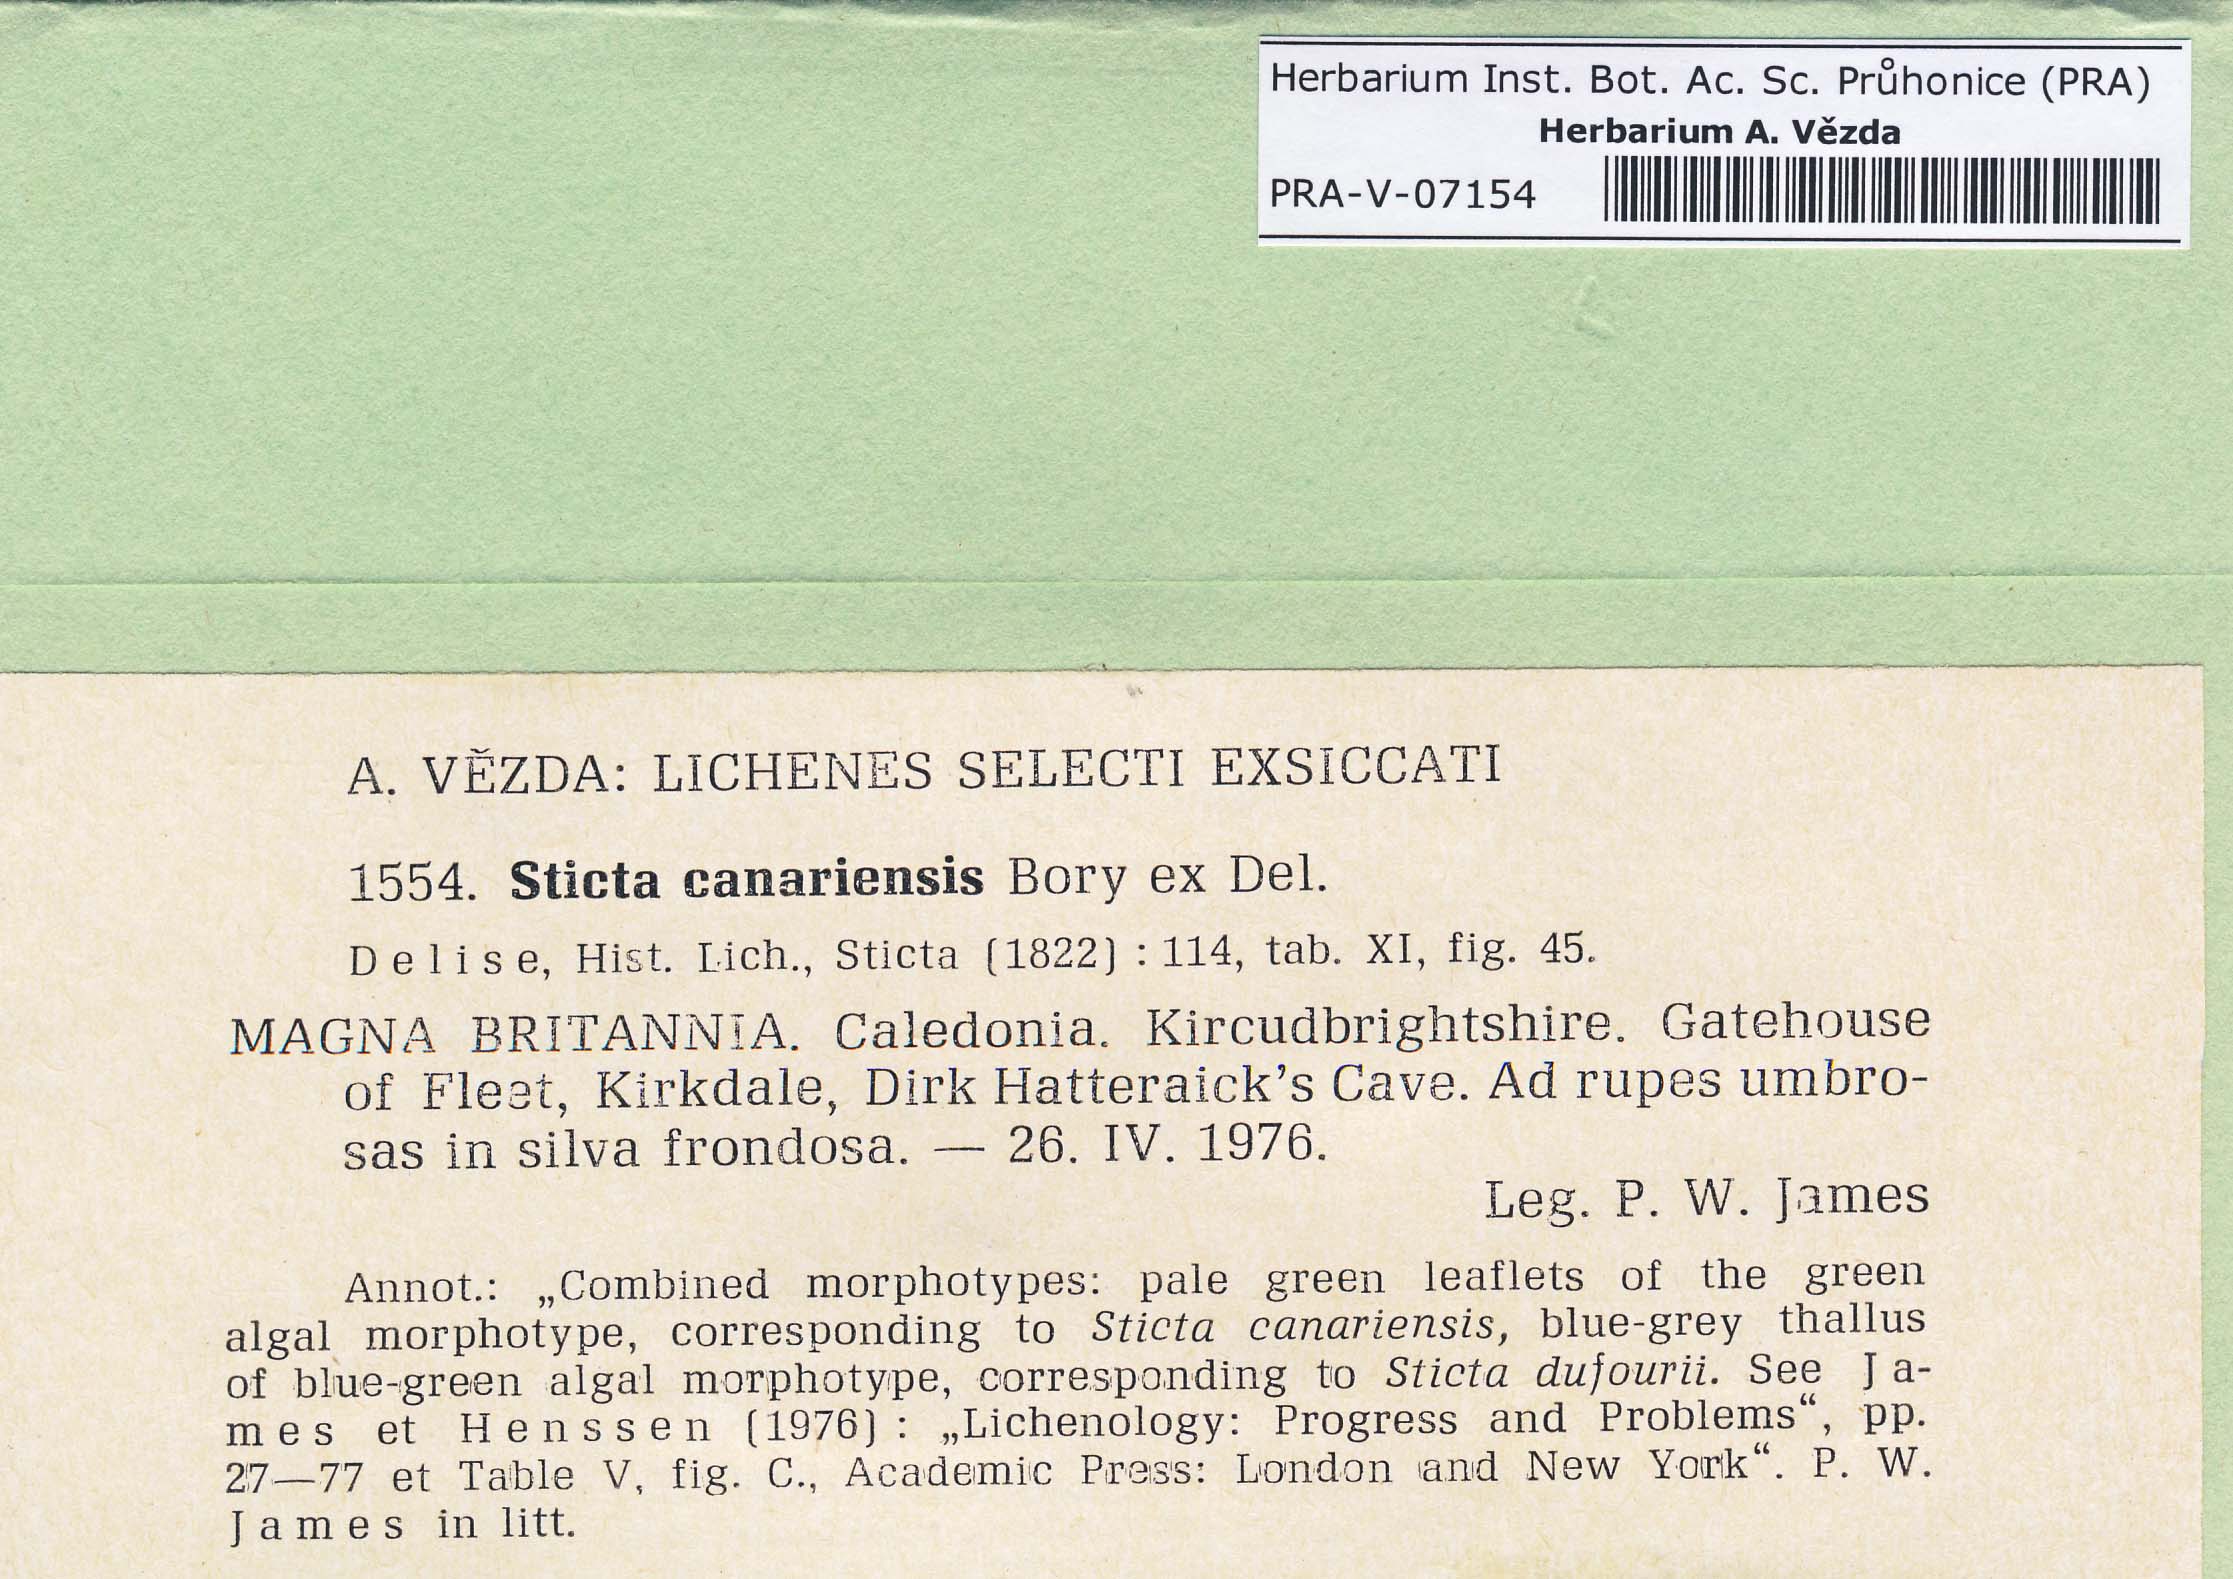 Herbarium Inst. Bot. Ac. Sc. Průhonice (PRA)
Herbarium A. Vězda
PRA-V-07154
A. VĚZDA: LICHENES SELECTI EXSICCATI
1554. Sticta canariensis Bory ex Del.
Delise, Hist. Lich., Sticta (1822) : 114, tab. XI, fig. 45.
MAGNA BRITANNIA. Caledonia. Kircudbrightshire. Gatehouse
of Fleet, Kirkdale, Dirk Hatteraick’s Cave. Ad rupes umbro-
sas in silva frondosa. — 26. IV. 1976.
Leg. P. W. James
Annot.: „Combined morphotypes: pale green leaflets of the green
algal morphotype, corresponding to Sticta canariensis, blue-grey thallus
of blue-green algal morphotype, corresponding to Sticta dufourii. See Ja-
mes et Henssen (1976) : „Lichenology: Progress and Problems“, pp.
27—77 et Table V, fig. C., Academic Press: London and New York“. P. W.
James in litt.